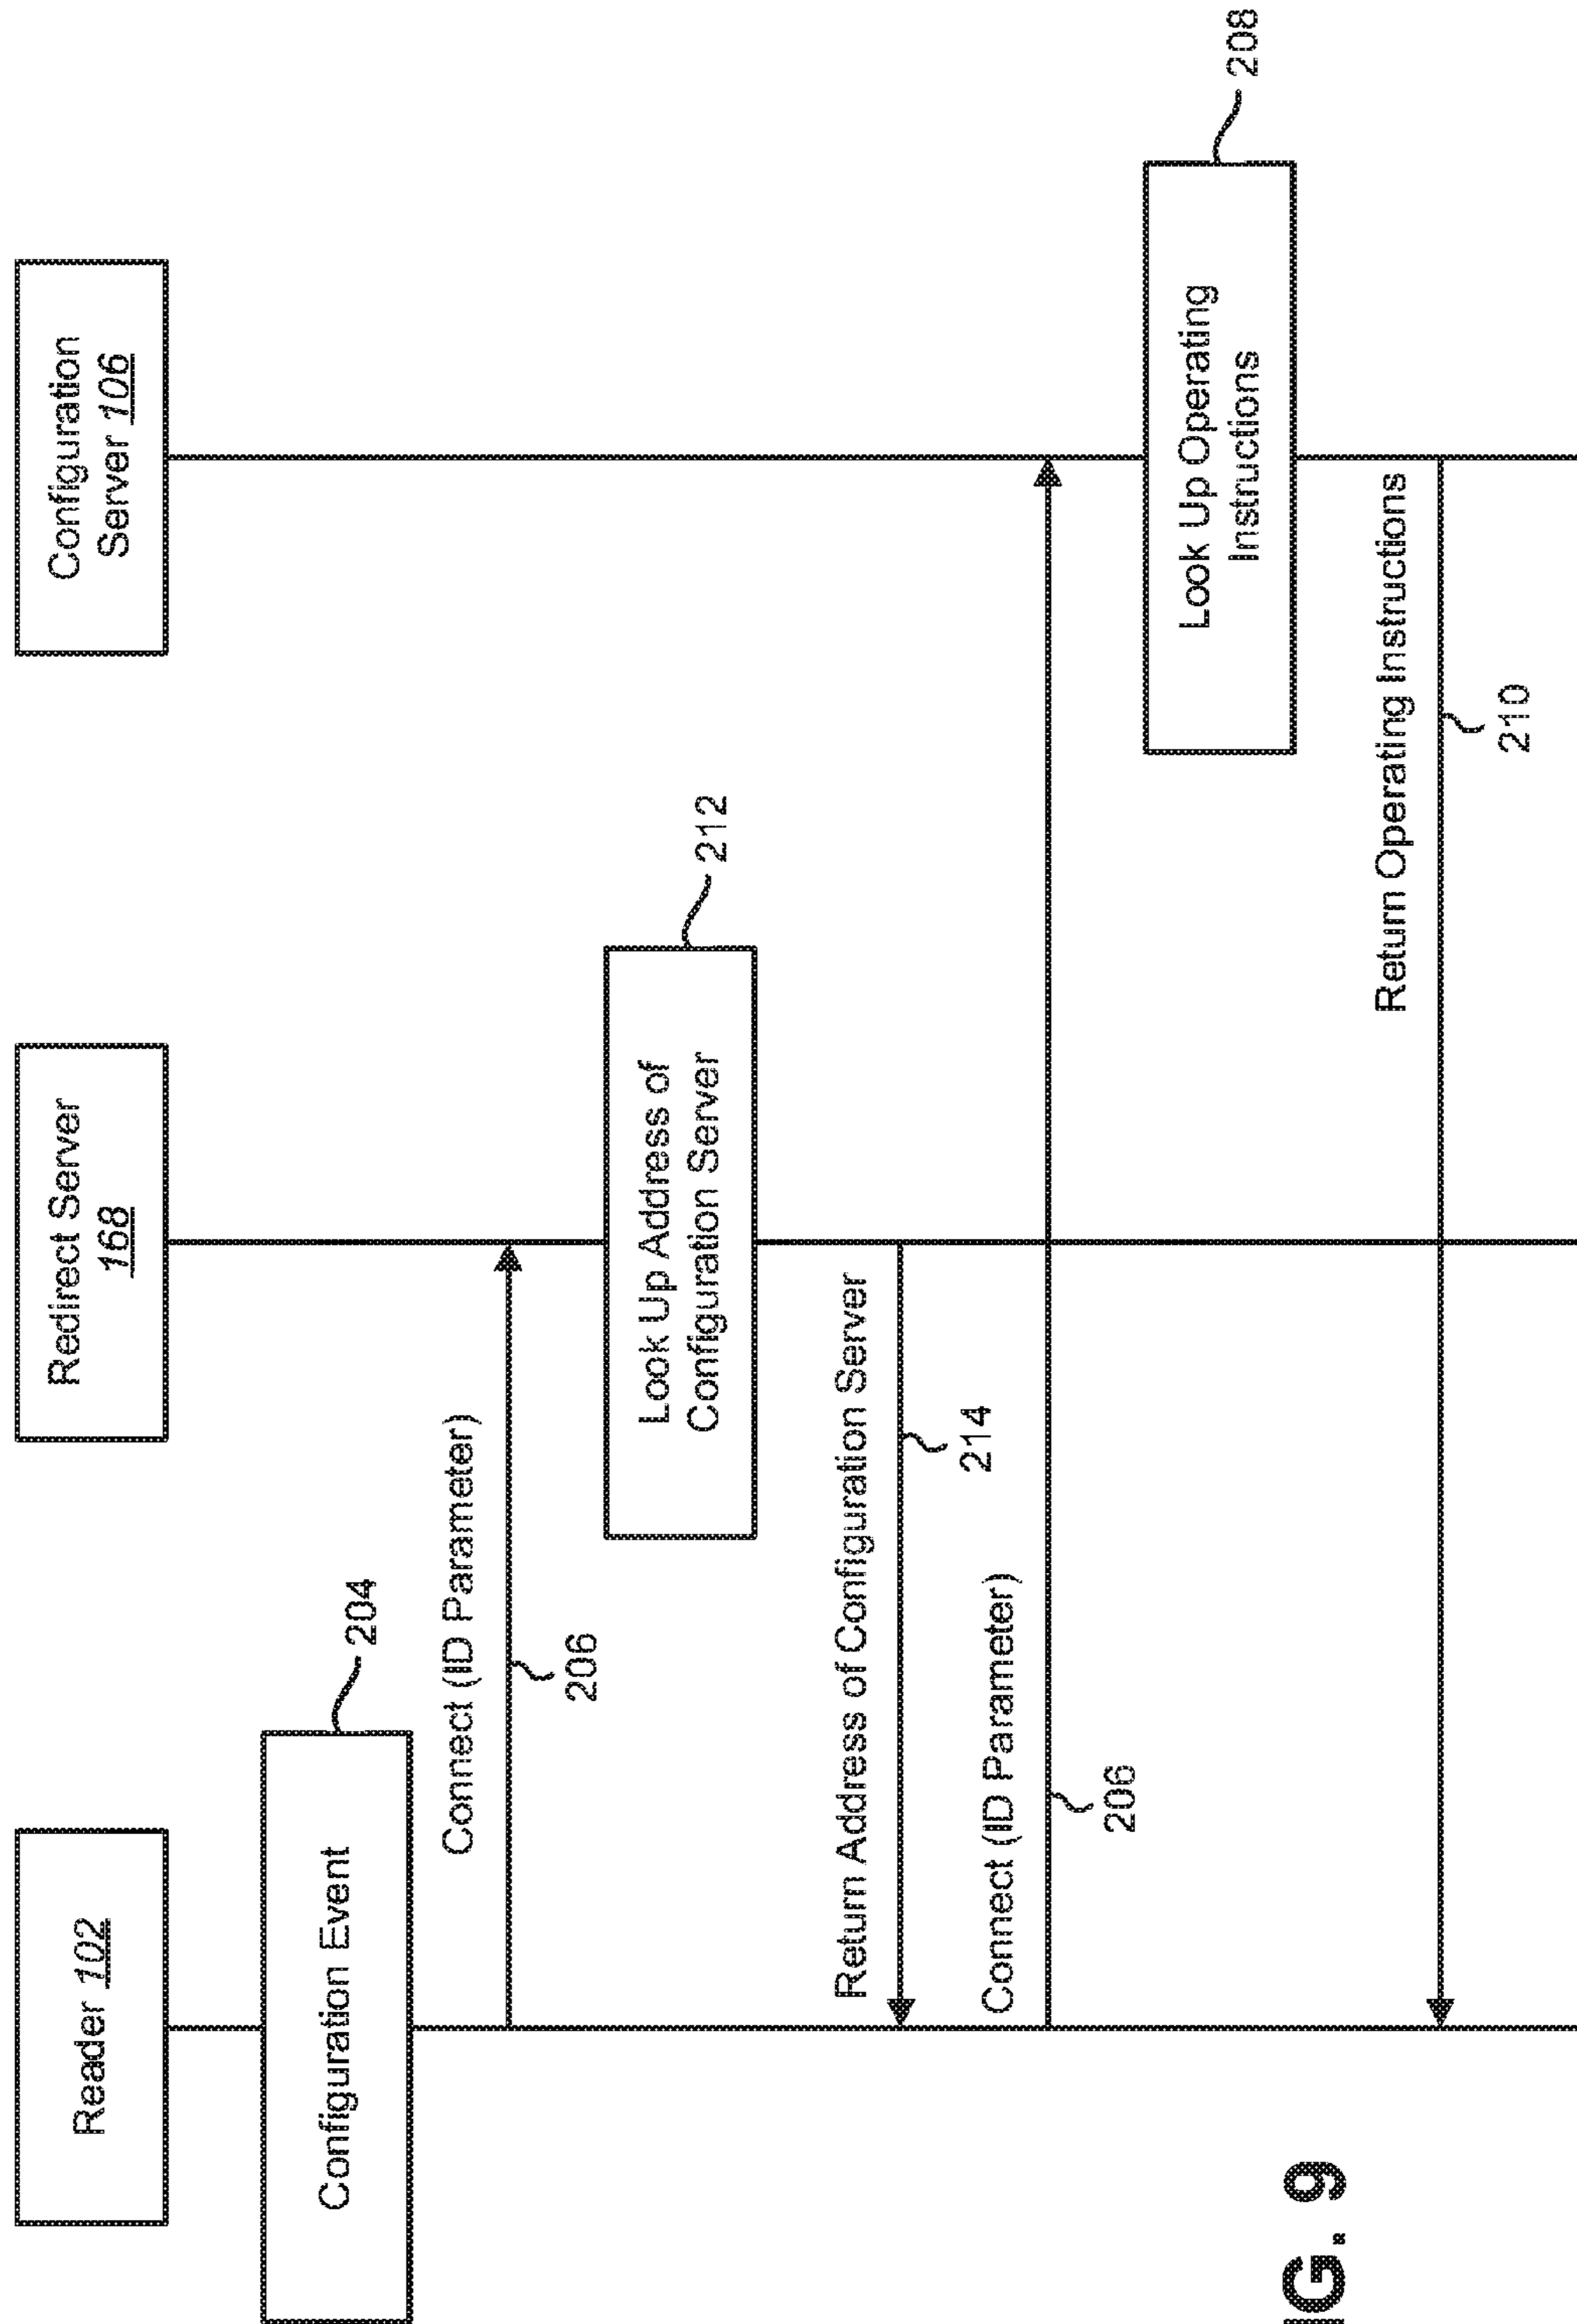 Reader 102
Redirect Server
168
Configuration
Server 106
Configuration Event
204
Connect (ID Parameter)
206
Look Up Address of
Configuration Server
212
Return Address of Configuration Server
214
Connect (ID Parameter)
206
Look Up Operating
Instructions
208
Return Operating Instructions
210
IG. 9